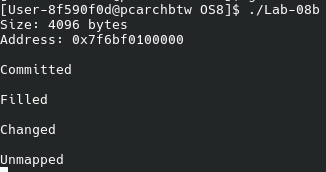 [User-8f590f0d@pcarchbtw OS8]$ ./Lab-08b
Size: 4096 bytes
Address: 0x7f6bf0100000
Committed
Filled
Changed
Unmapped